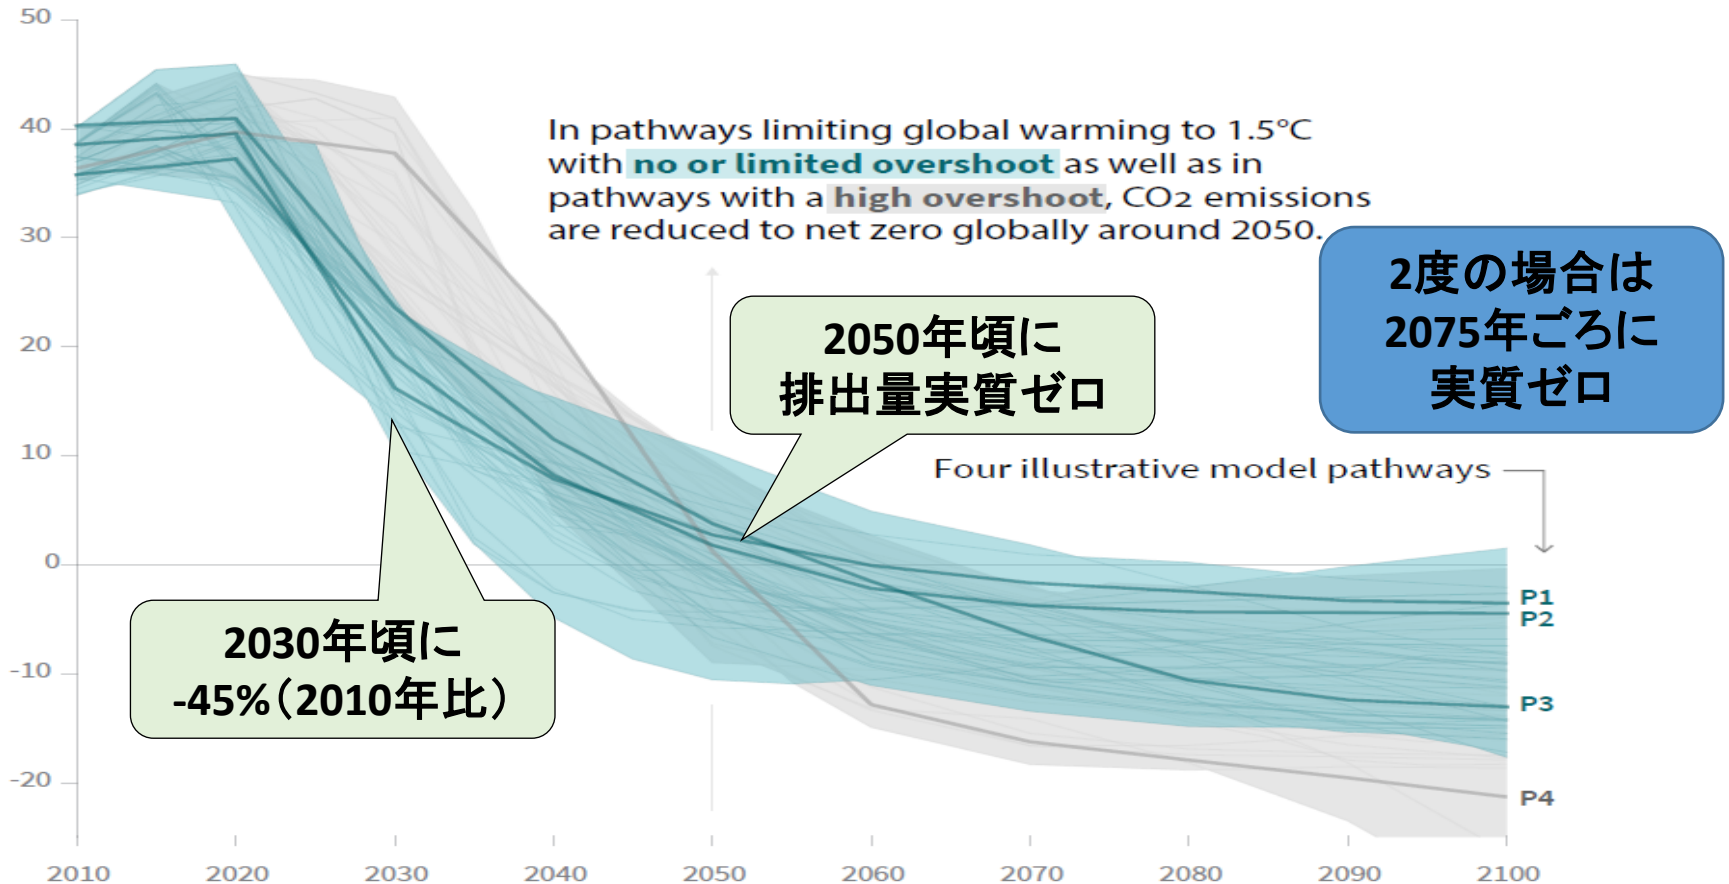 50
40
30
20
10
0
-10
-20
In pathways limiting global warming to 1.5°C
with no or limited overshoot as well as in
pathways with a high overshoot, CO2 emissions
are reduced to net zero globally around 2050.
2度の場合は
2075年ごろに
実質ゼロ
2050年頃に
排出量実質ゼロ
Four illustrative model pathways
2030年頃に
-45%（2010年比）
P1
P2
P3
P4
2010 2020 2030 2040 2050 2060 2070 2080 2090 2100